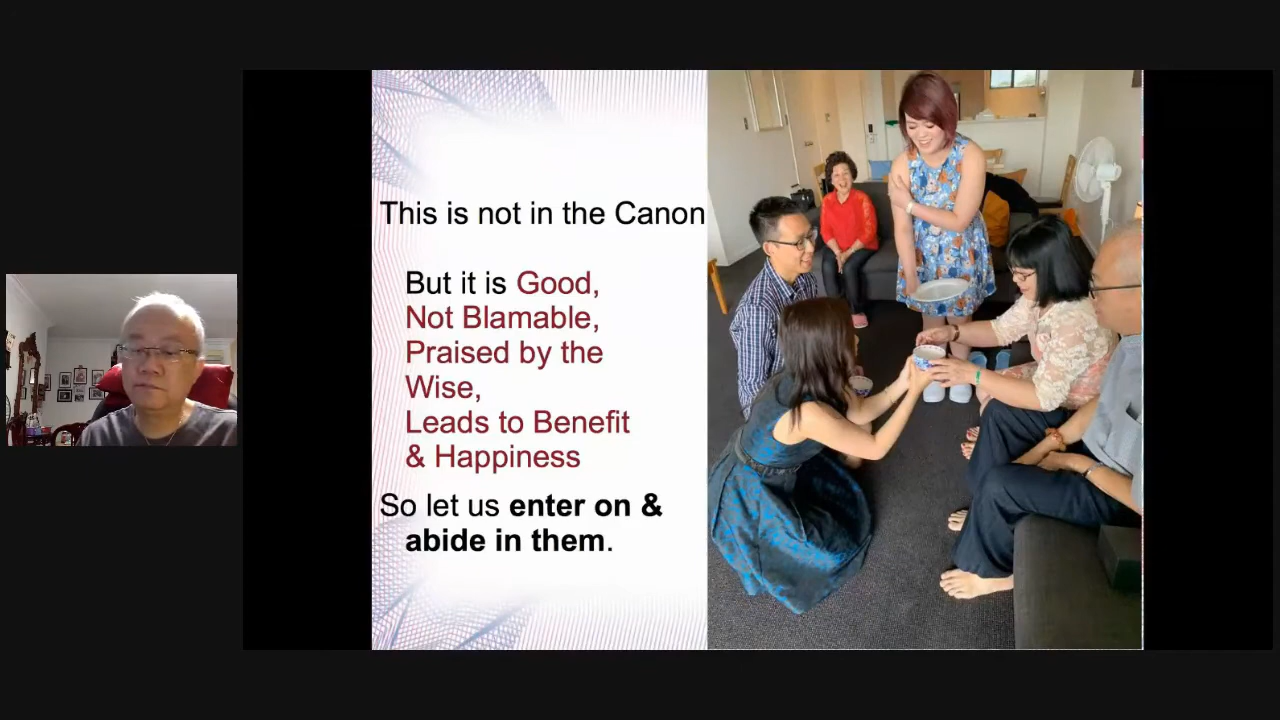 This is not in the Canon
But it is Good,
Not Blamable,
Praised by the
Wise,
Leads to Benefit
& Happiness
So let us enter on &
abide in them.